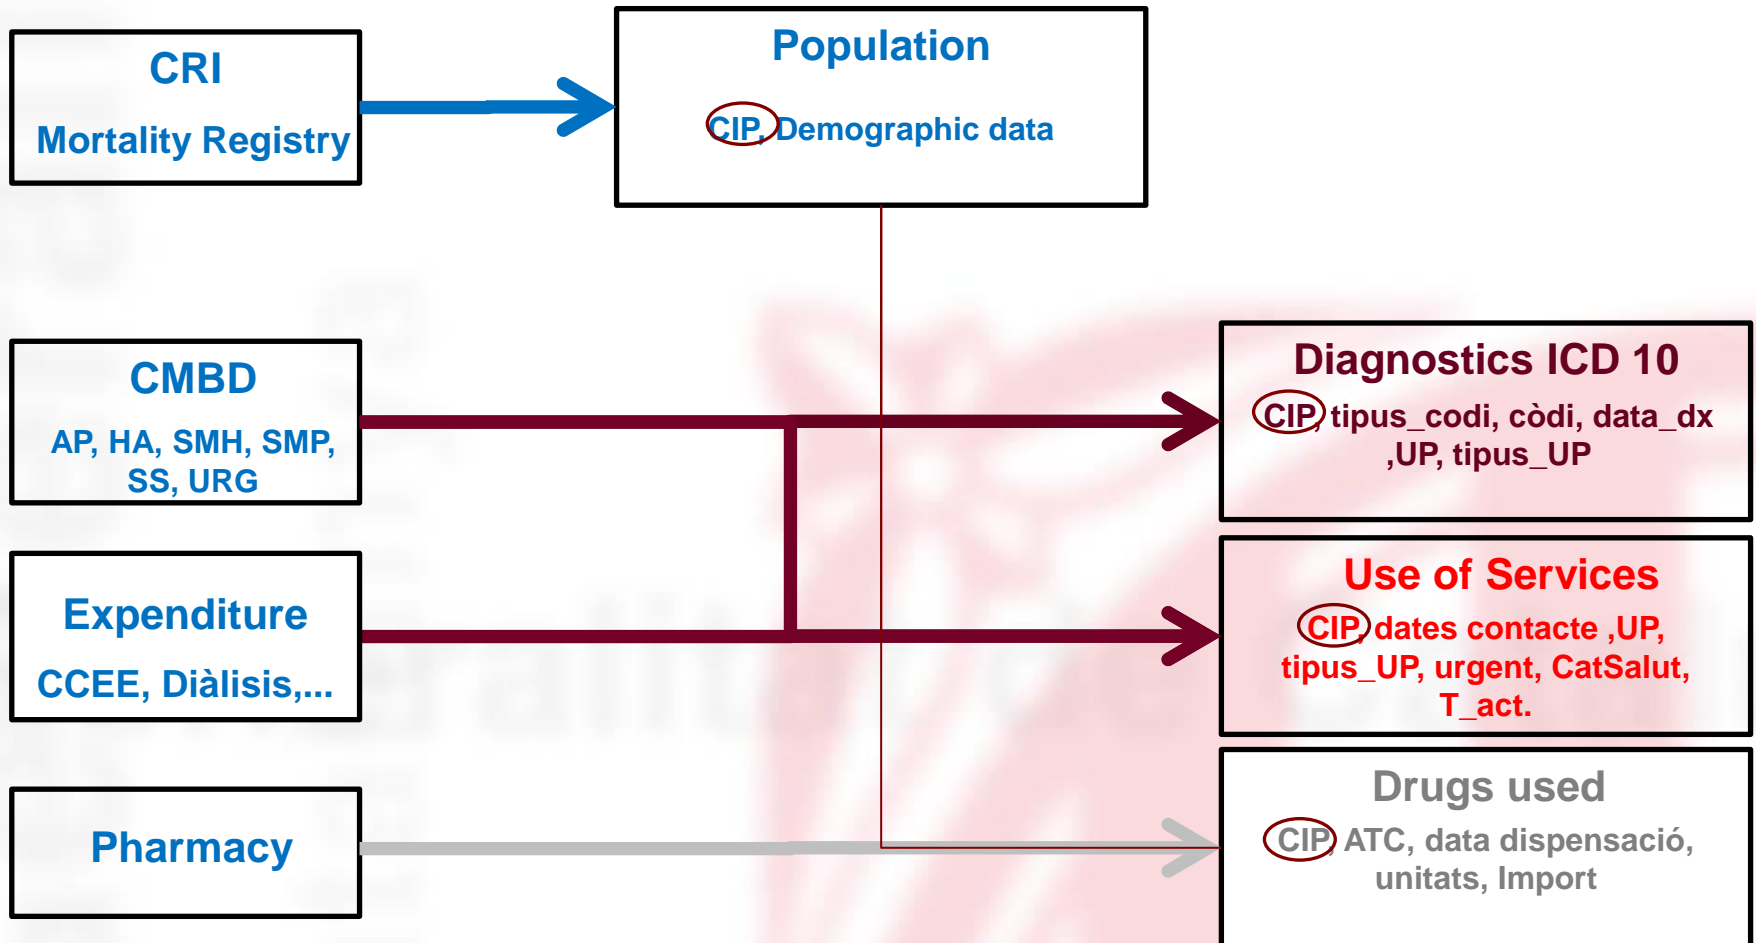 CRI
Mortality Registry
Population
CIP, Demographic data
CMBD
AP, HA, SMH, SMP,
SS, URG
Diagnostics ICD 10
CIP, tipus_codi, còdi, data_dx
,UP, tipus_UP
Expenditure
CCEE, Diàlisis,...
Use of Services
CIP, dates contacte ,UP,
tipus_UP, urgent, CatSalut,
T_act.
Pharmacy
Drugs used
CIP, ATC, data dispensació,
unitats, Import